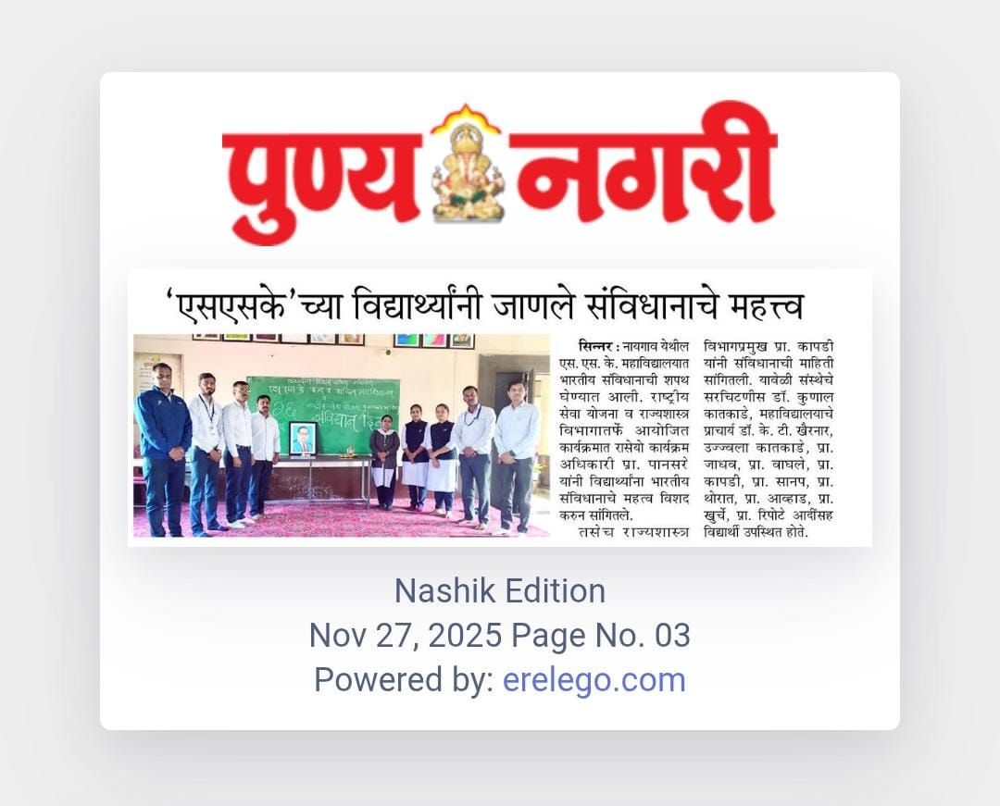 पुण्य नगरी
‘एसएसके’च्या विद्यार्थ्यांनी जाणले संविधानाचे महत्त्व
सिन्नर : नायगाव येथील
एस. एस. के. महाविद्यालयात
भारतीय संविधानाची शपथ
घेण्यात आली. राष्ट्रीय
सेवा योजना व राज्यशास्त्र
विभागातर्फे आयोजित
कार्यक्रमात रासेयो कार्यक्रम
अधिकारी प्रा. पानसरे
यांनी विद्यार्थ्यांना भारतीय
संविधानाचे महत्व विशद
करुन सांगितले.
तसेच राज्यशास्त्र
विभागप्रमुख प्रा. कापडी
यांनी संविधानाची माहिती
सांगितली. यावेळी संस्थेचे
सरचिटणीस डॉ. कुणाल
कातकाडे, महाविद्यालयाचे
प्राचार्य डॉ. के. टी. खैरनार,
उज्ज्वला कातकाडे, प्रा.
जाधव, प्रा. वाघले, प्रा.
कापडी, प्रा. सानप, प्रा.
थोरात, प्रा. आव्हाड, प्रा.
खुर्चे, प्रा. रिपोटे आदींसह
विद्यार्थी उपस्थित होते.
२६
संविधान दिन
Nashik Edition
Nov 27, 2025 Page No. 03
Powered by: erelego.com